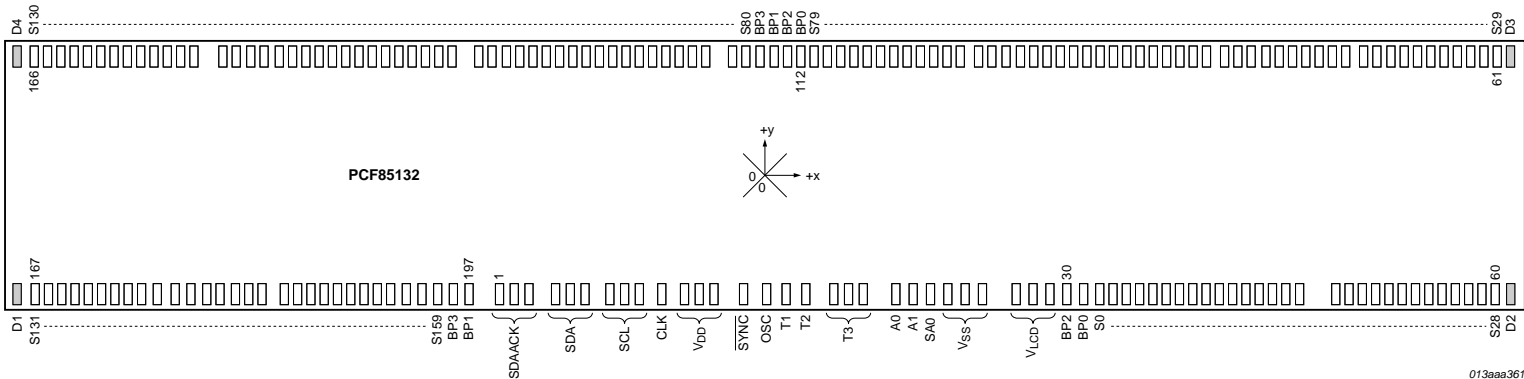 D4
S130
S80
BP3
BP1
BP2
BP0
S79
S29
D3
166
112
61
+y
PCF85132
0
0
+x
167
197
1
30
60
D1
S131
S159
BP3
BP1
SDAACK
SDA
SCL
CLK
VDD
SYNC
OSC
T1
T2
T3
A0
A1
SA0
VSS
VLCD
BP2
BP0
S0
S28
D2
013aaa361